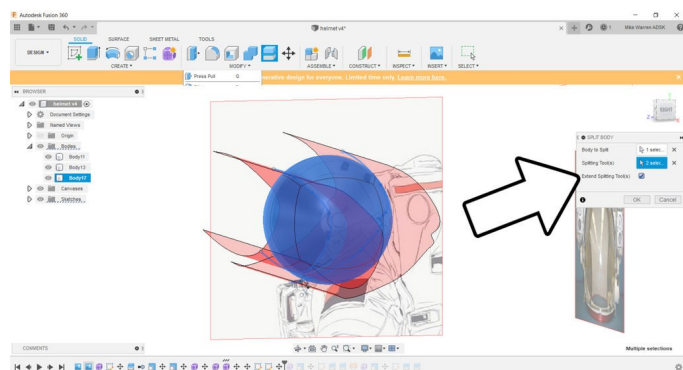 Autodesk Fusion 360
helmet v4*
1
Mike Warren ADSK
SOLID SURFACE SHEET METAL TOOLS
DESIGN
CREATE MODIFY ASSEMBLE CONSTRUCT INSPECT INSERT SELECT
Press Pull Q
nerative design for everyone. Limited time only. Learn more here.
BROWSER
helmet v4
Document Settings
Named Views
Origin
Bodies
Body11
Body13
Body17
Canvases
Sketches
RIGHT
Z
SPLIT BODY
Body to Split 1 selec...
Splitting Tool(s) 2 selec...
Extend Splitting Tool(s)
OK Cancel
COMMENTS
Multiple selections